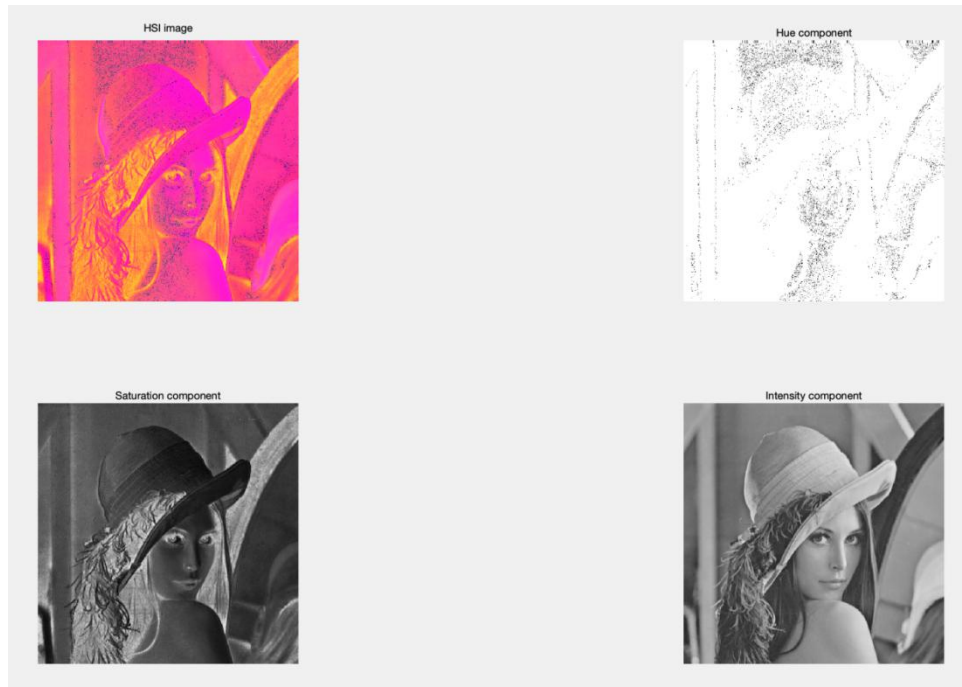 HSI image
Hue component
Saturation component
Intensity component